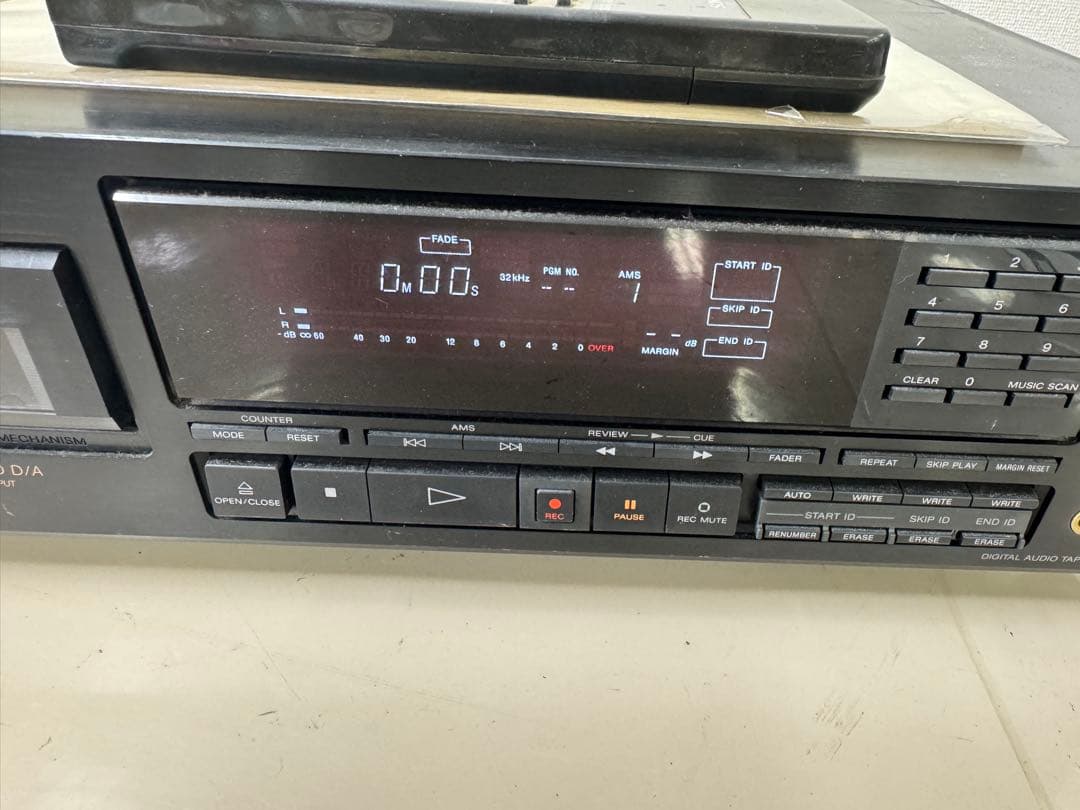 FADE
0M00S
32kHz
PGM NO.
-- --
AMS
1
START ID
SKIP ID
END ID
L
R
-dB ∞ 60 40 30 20 12 8 6 4 2 0 OVER
-- -- dB
MARGIN
1 2
4 5 6
7 8 9
CLEAR 0 MUSIC SCAN
MECHANISM
D/A
COUNTER
MODE RESET
AMS
REVIEW CUE
FADER
REPEAT SKIP PLAY MARGIN RESET
OPEN/CLOSE
REC
PAUSE
REC MUTE
AUTO WRITE WRITE WRITE
START ID SKIP ID END ID
RENUMBER ERASE ERASE ERASE
DIGITAL AUDIO TAP